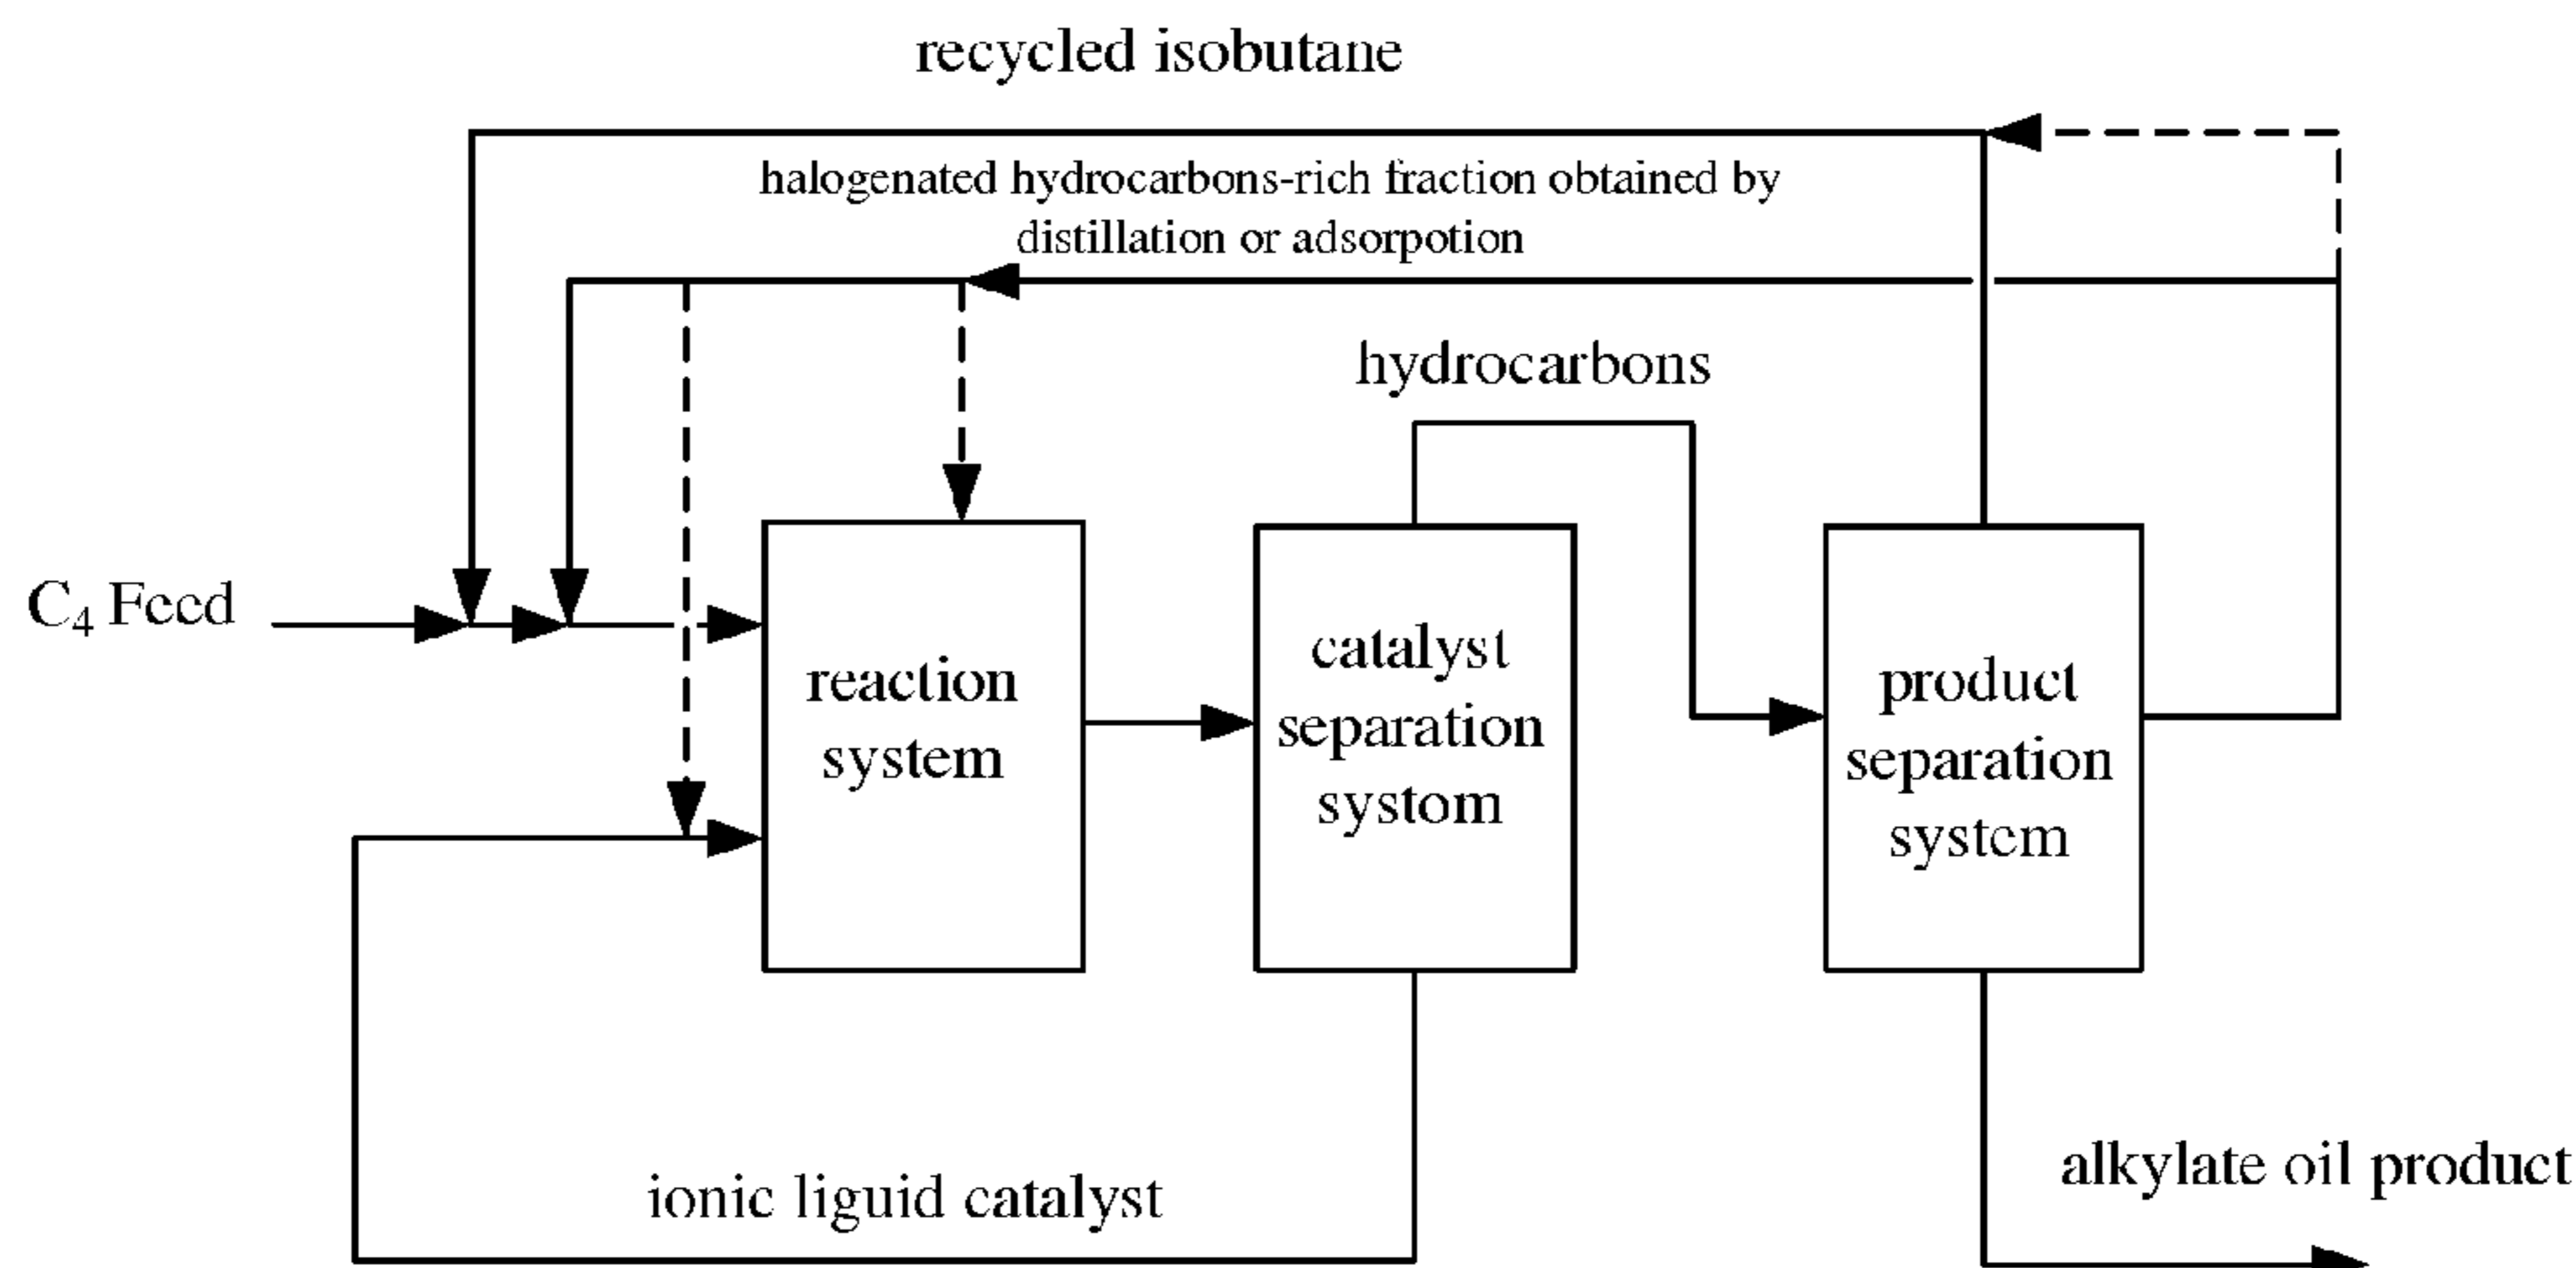 recycled isobutane
halogenated hydrocarbons-rich fraction obtained by
distillation or adsorpotion
hydrocarbons
C₄ Feed
reaction
system
catalyst
separation
systom
product
separation
system
ionic liguid catalyst
alkylate oil product